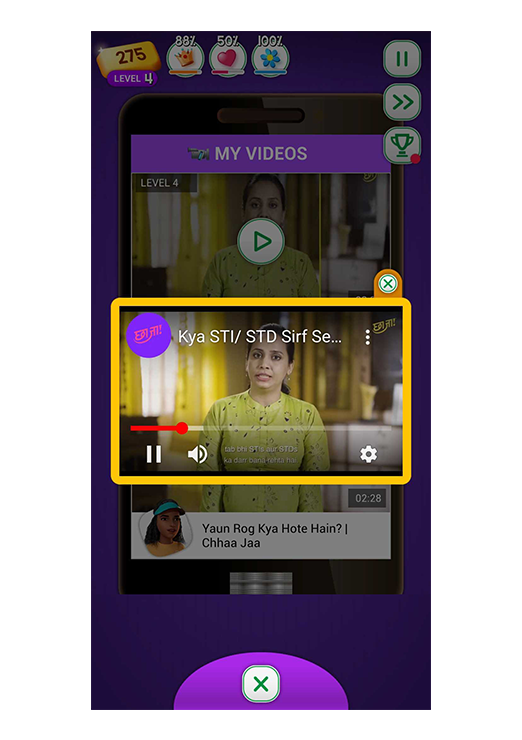 275
LEVEL 4
88%
50%
100%
MY VIDEOS
LEVEL 4
छा जा!
छा जा!
Kya STI/ STD Sirf Se...
छा जा!
tab bhi STIs aur STDs
ka darr bana rehta hai
02:28
Yaun Rog Kya Hote Hain? |
Chhaa Jaa